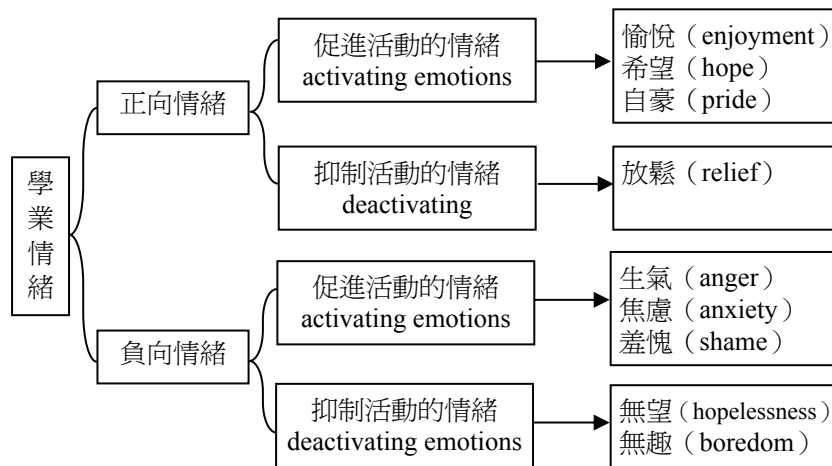 學業情緒
正向情緒
促進活動的情緒
activating emotions
愉悅（enjoyment）
希望（hope）
自豪（pride）
抑制活動的情緒
deactivating
放鬆（relief）
負向情緒
促進活動的情緒
activating emotions
生氣（anger）
焦慮（anxiety）
羞愧（shame）
抑制活動的情緒
deactivating emotions
無望（hopelessness）
無趣（boredom）